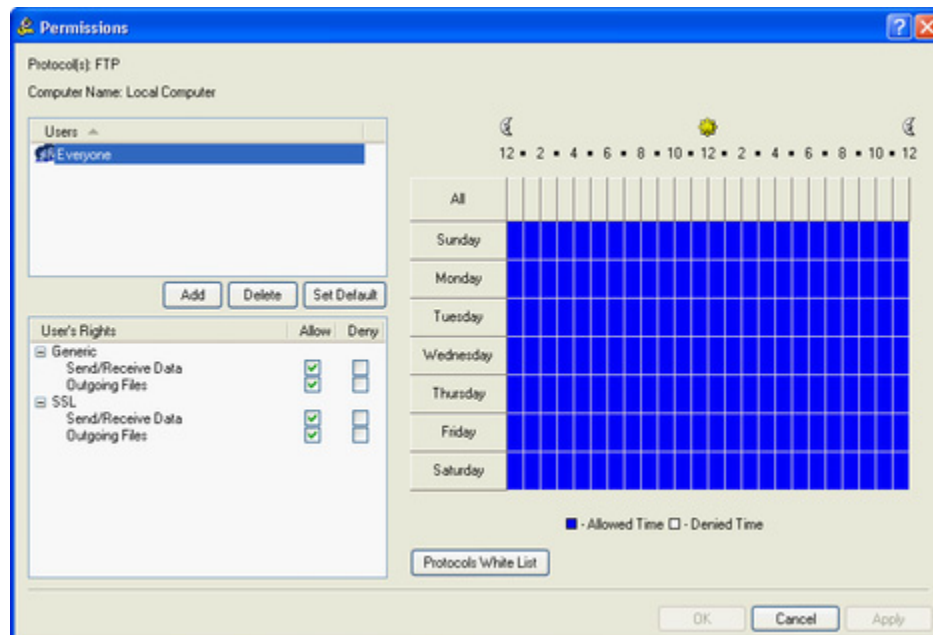 Permissions
Protocol(s): FTP
Computer Name: Local Computer
Users
Everyone
Add Delete Set Default
User's Rights Allow Deny
Generic
Send/Receive Data
Outgoing Files
SSL
Send/Receive Data
Outgoing Files
12 • 2 • 4 • 6 • 8 • 10 • 12 • 2 • 4 • 6 • 8 • 10 • 12
All
Sunday
Monday
Tuesday
Wednesday
Thursday
Friday
Saturday
- Allowed Time - Denied Time
Protocols White List
OK Cancel Apply